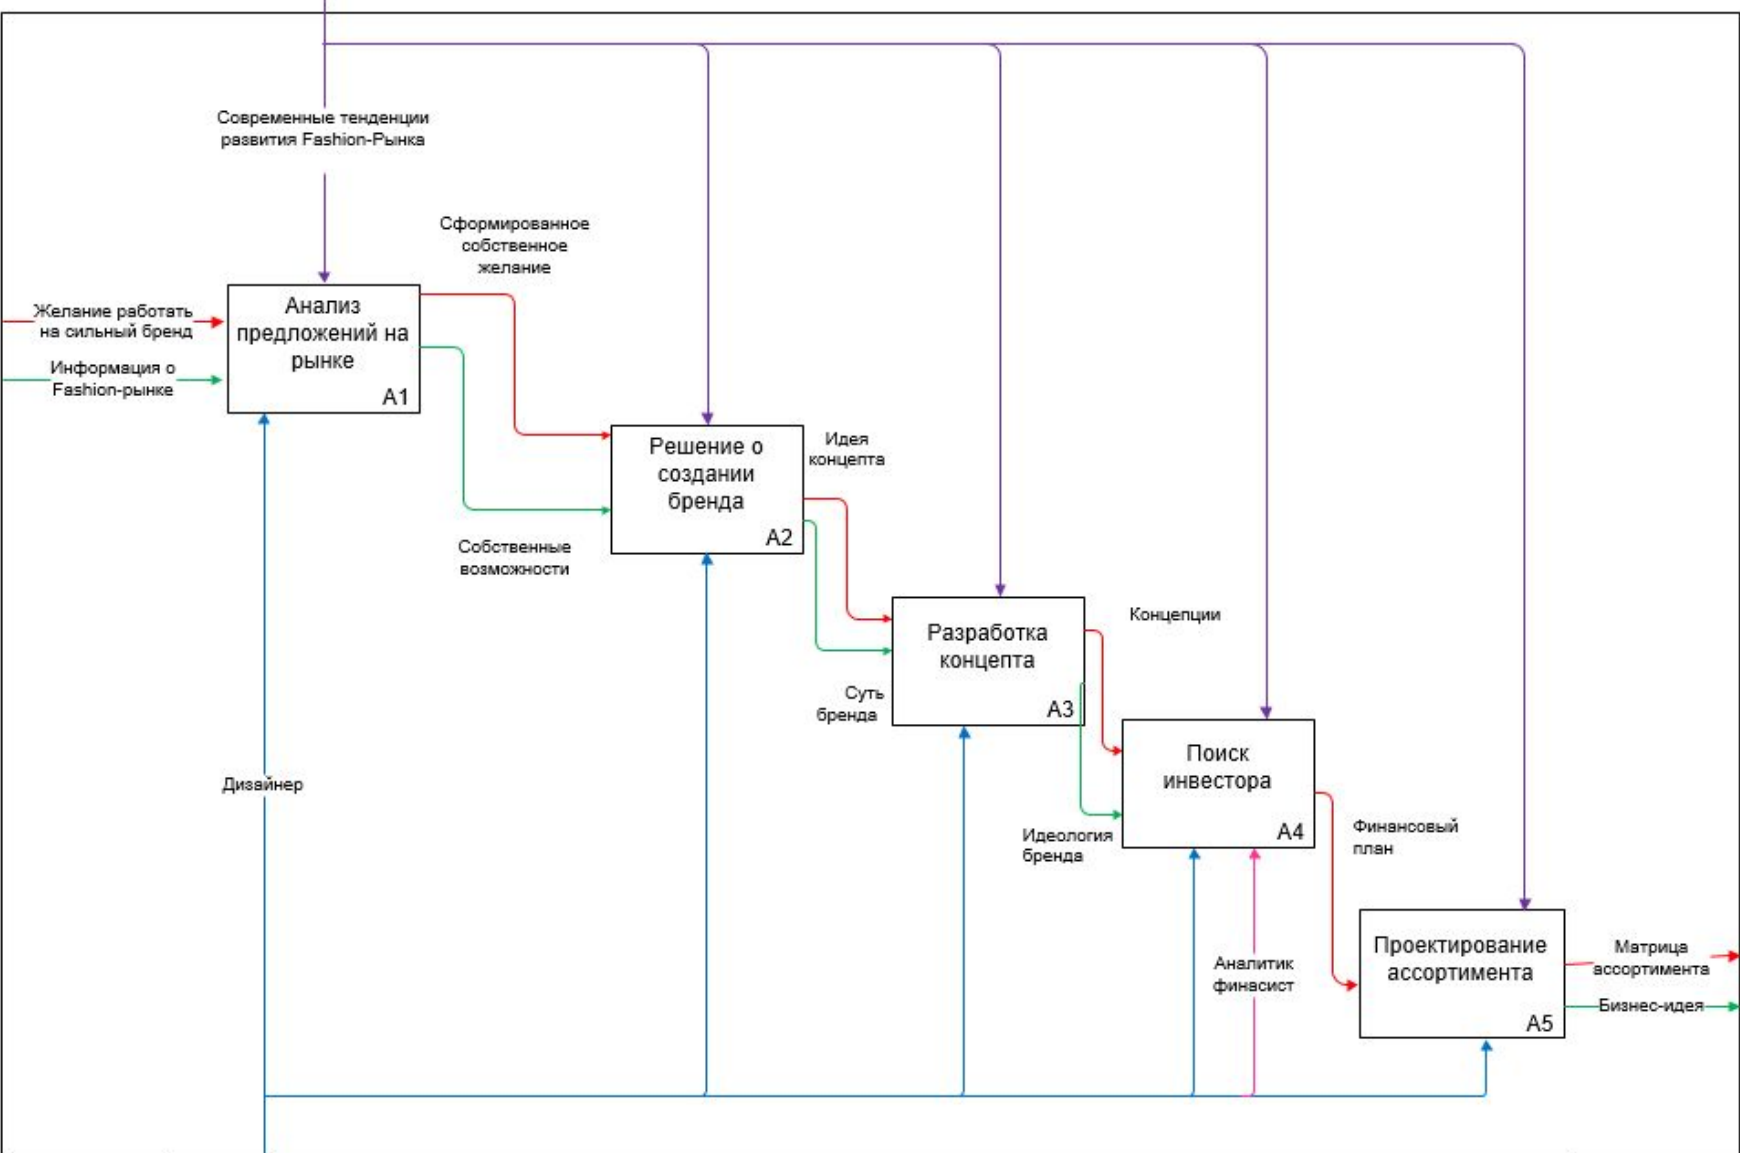 Современные тенденции
развития Fashion-Рынка
Сформированное
собственное
желание
Желание работать
на сильный бренд
Информация о
Fashion-рынке
Анализ
предложений на
рынке
A1
Решение о
создании
бренда
A2
Идея
концепта
Собственные
возможности
Разработка
концепта
A3
Концепции
Суть
бренда
Поиск
инвестора
A4
Дизайнер
Идеология
бренда
Финансовый
план
Аналитик
финасист
Проектирование
ассортимента
A5
Матрица
ассортимента
Бизнес-идея